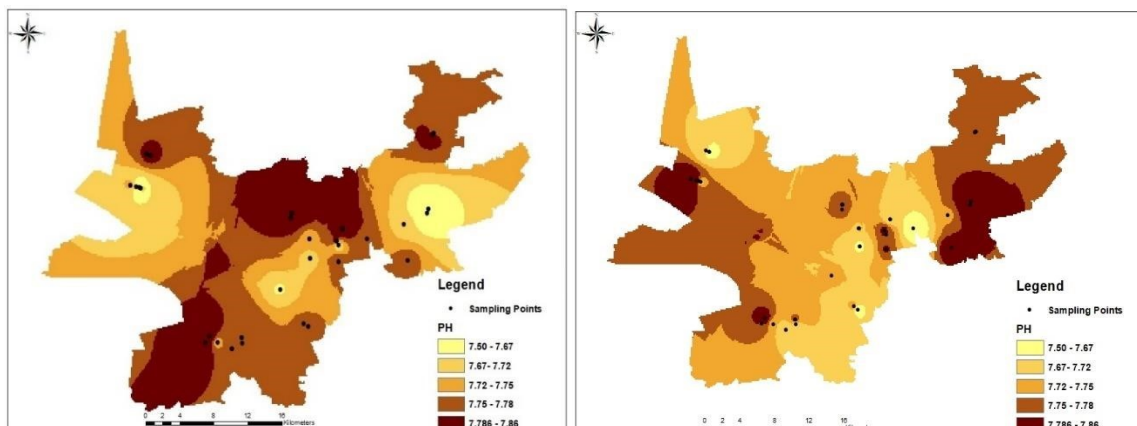 Legend
Sampling Points
PH
7.50 - 7.67
7.67- 7.72
7.72 - 7.75
7.75 - 7.78
7.786 - 7.86
0 2 4 8 12 16
Kilometers
Legend
Sampling Points
PH
7.50 - 7.67
7.67- 7.72
7.72 - 7.75
7.75 - 7.78
7.786 - 7.86
0 2 4 8 12 16